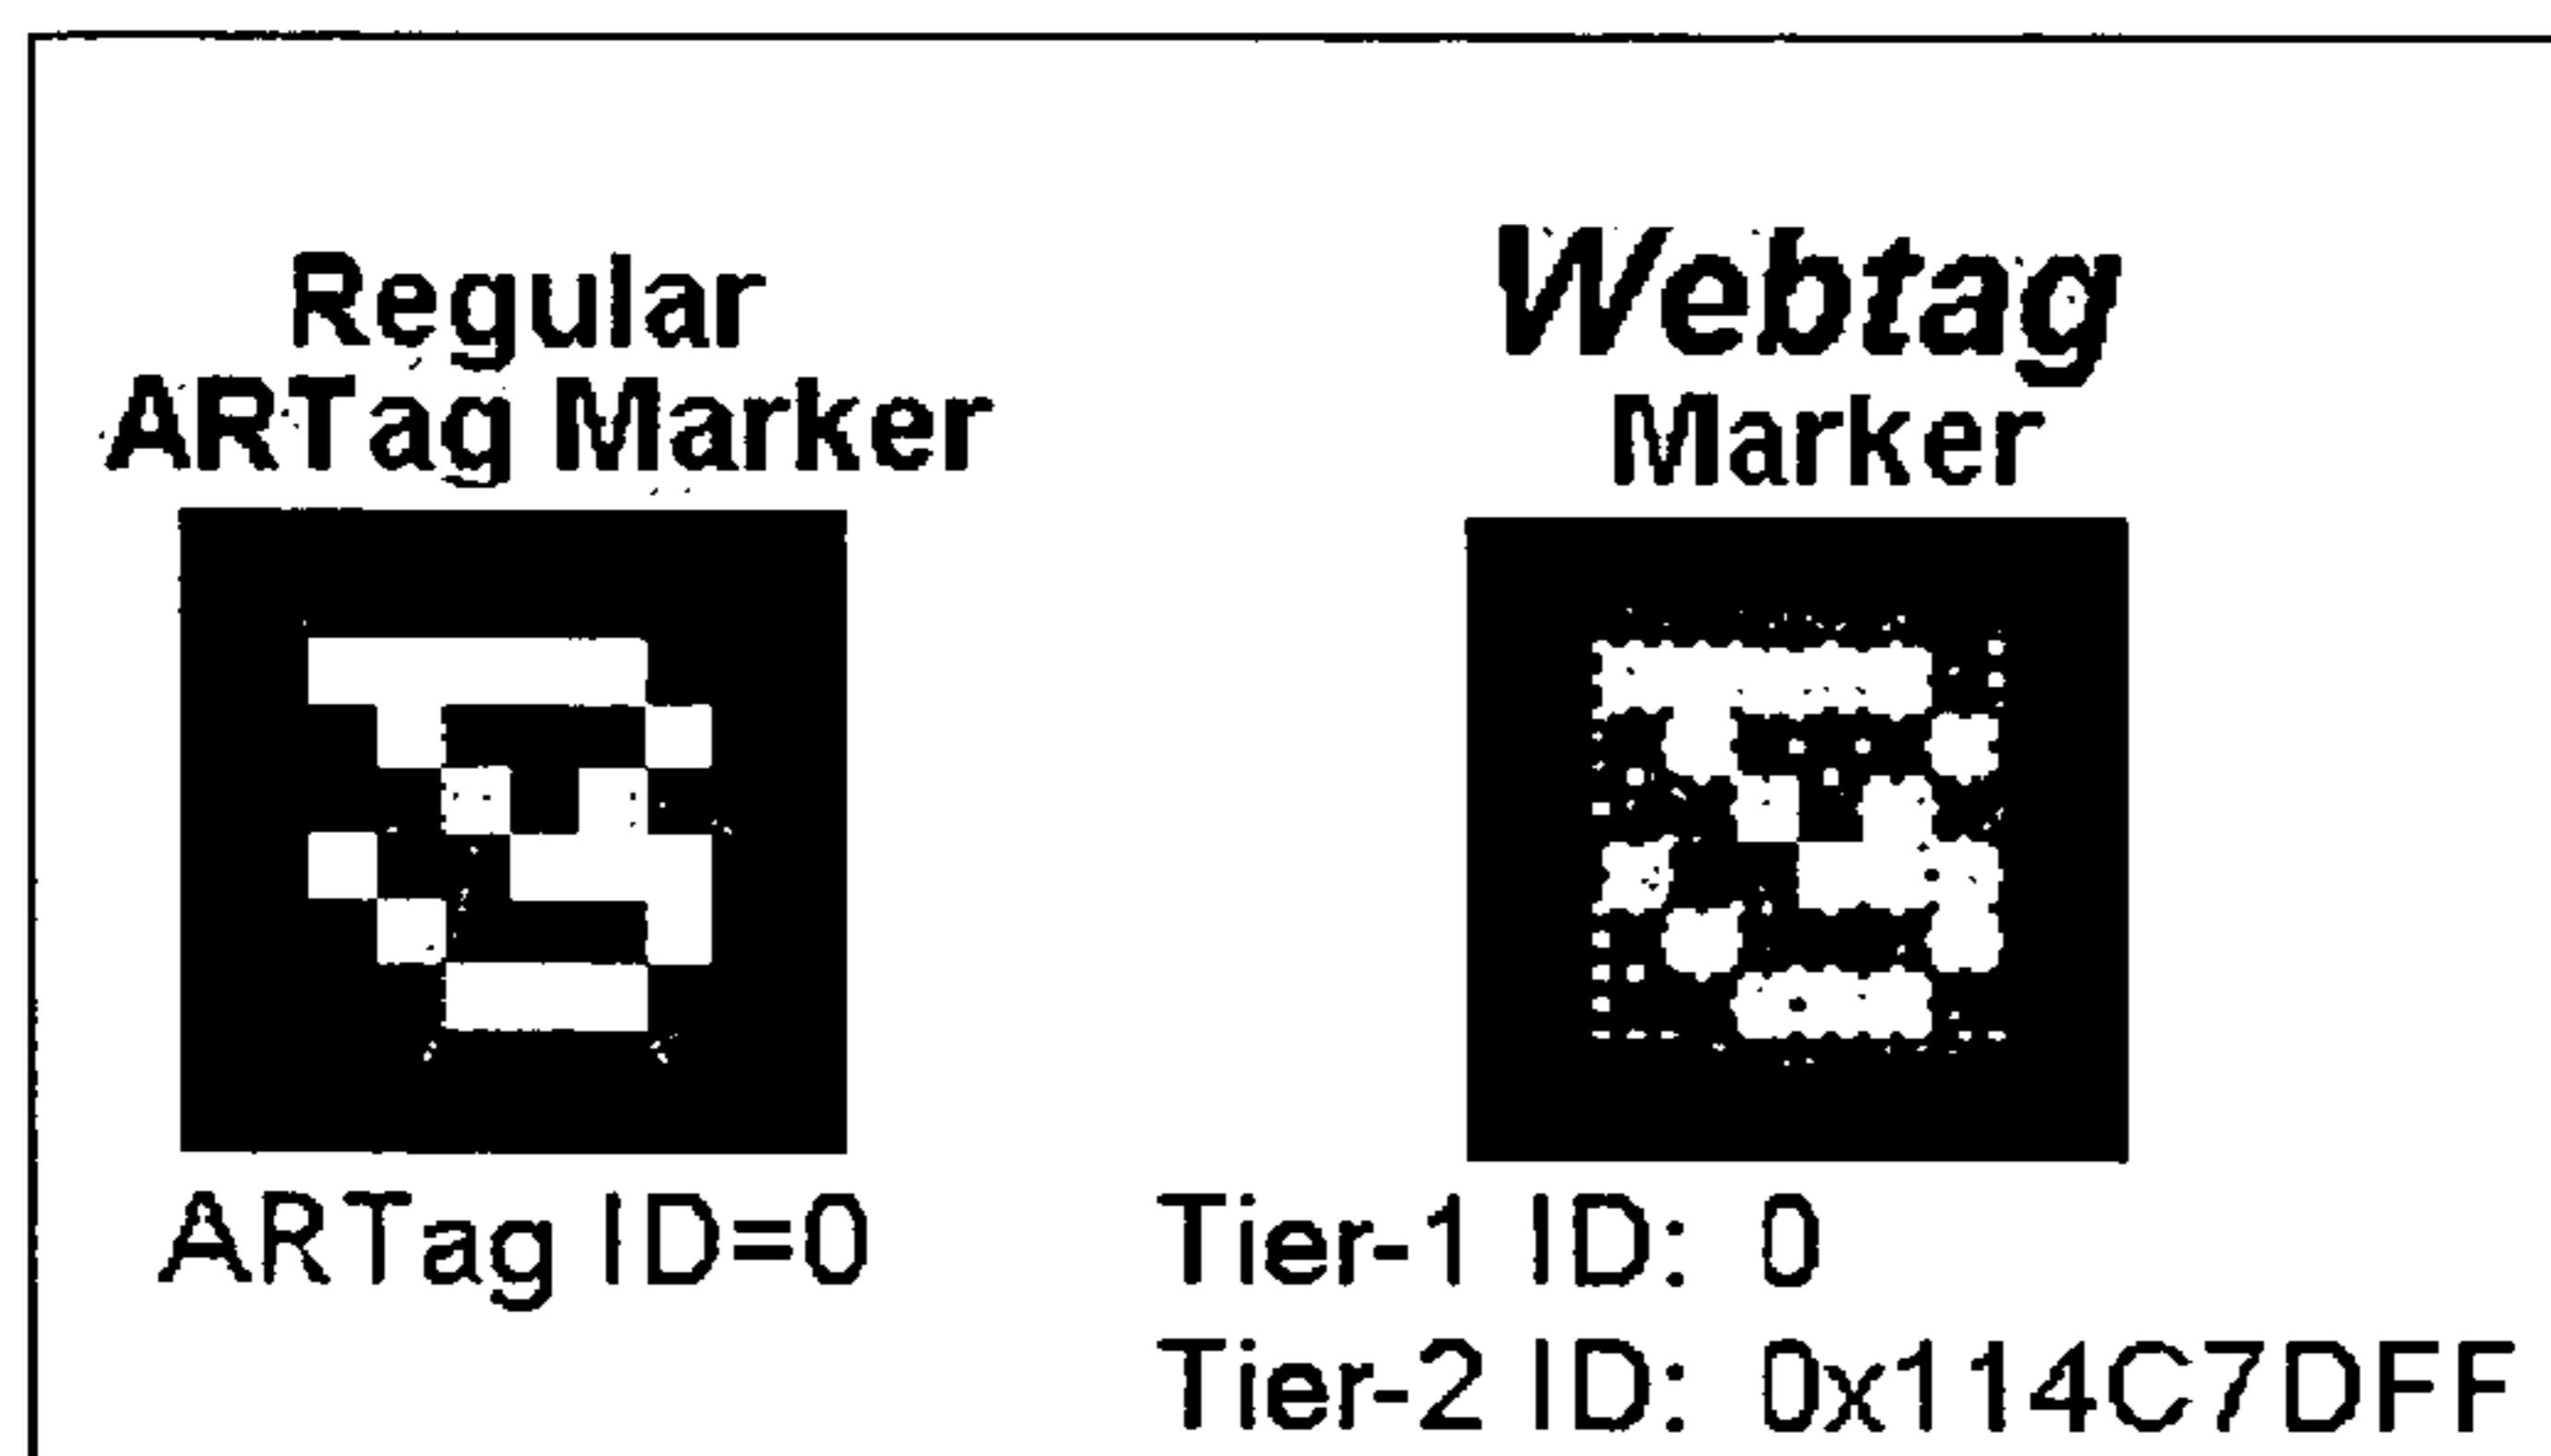 Regular
ARTag Marker
ARTag ID=0
Webtag
Marker
Tier-1 ID: 0
Tier-2 ID: 0x114C7DFF